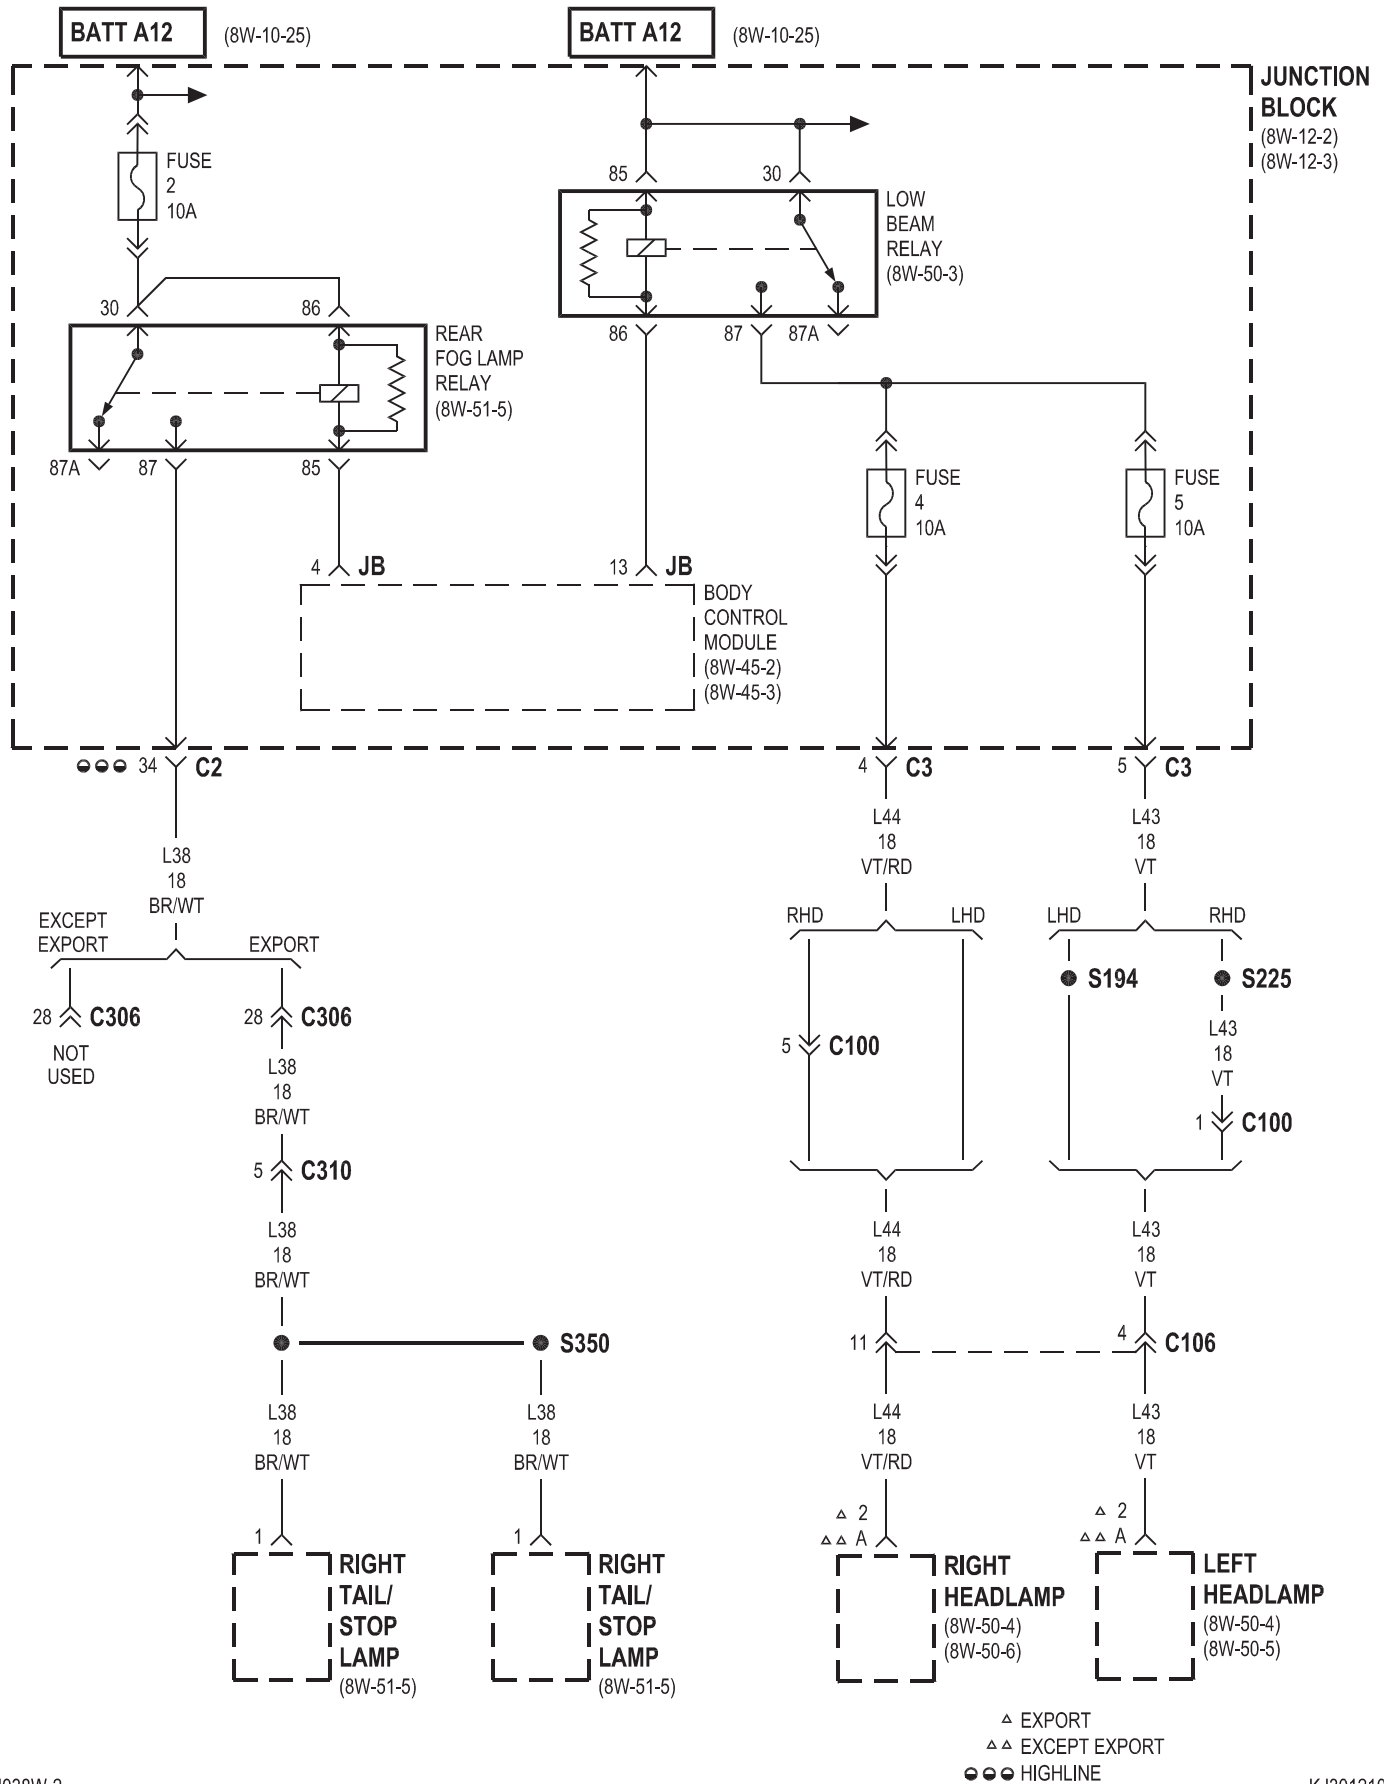 BATT A12
(8W-10-25)
BATT A12
(8W-10-25)
JUNCTION
BLOCK
(8W-12-2)
(8W-12-3)
FUSE
2
10A
85
30
LOW
BEAM
RELAY
(8W-50-3)
30
86
REAR
FOG LAMP
RELAY
(8W-51-5)
86
87
87A
87A
87
85
FUSE
4
10A
FUSE
5
10A
4
JB
13
JB
BODY
CONTROL
MODULE
(8W-45-2)
(8W-45-3)
34
C2
4
C3
5
C3
L44
18
VT/RD
L43
18
VT
L38
18
BR/WT
EXCEPT
EXPORT
EXPORT
RHD
LHD
LHD
RHD
S194
S225
28
C306
NOT
USED
28
C306
5
C100
L43
18
VT
L38
18
BR/WT
1
C100
5
C310
L38
18
BR/WT
L44
18
VT/RD
L43
18
VT
S350
11
4
C106
L38
18
BR/WT
L38
18
BR/WT
L44
18
VT/RD
L43
18
VT
1
1
2
A
2
A
RIGHT
TAIL/
STOP
LAMP
(8W-51-5)
RIGHT
TAIL/
STOP
LAMP
(8W-51-5)
RIGHT
HEADLAMP
(8W-50-4)
(8W-50-6)
LEFT
HEADLAMP
(8W-50-4)
(8W-50-5)
EXPORT
EXCEPT EXPORT
HIGHLINE